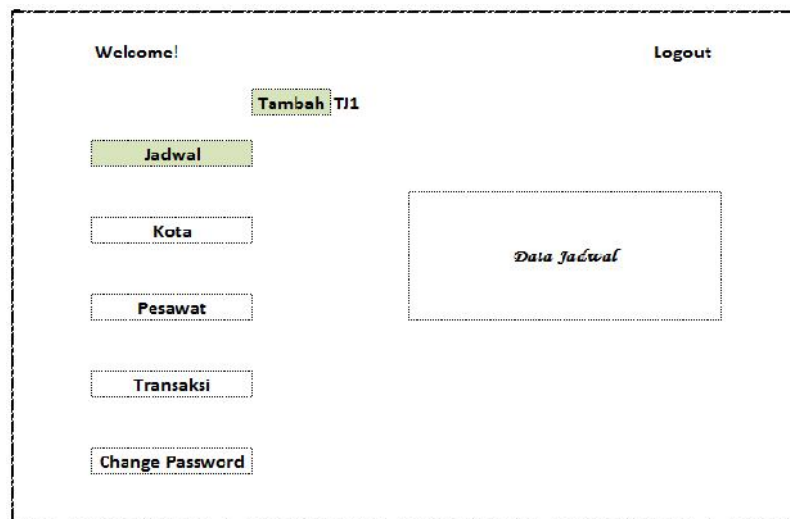 Welcome! Logout
Tambah TJ1
Jadwal
Kota
Data Jadwal
Pesawat
Transaksi
Change Password